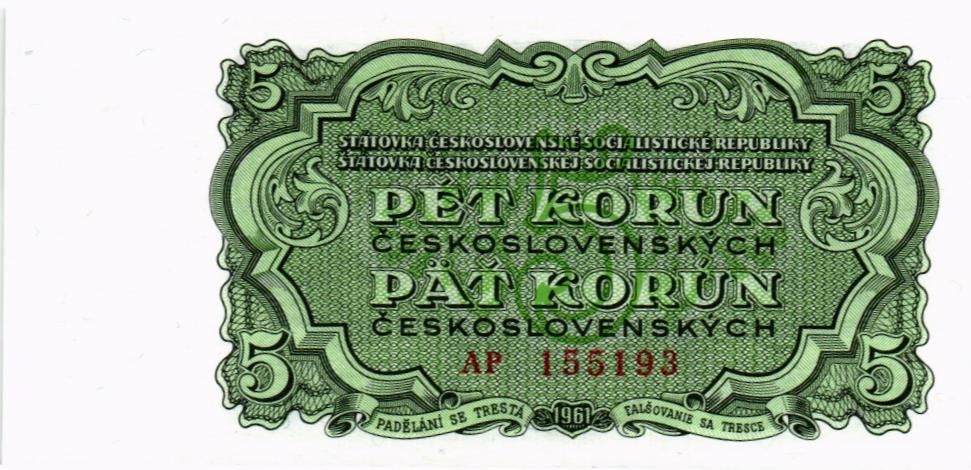 5 5
STÁTOVKA ČESKOSLOVENSKÉ SOCIALISTICKÉ REPUBLIKY
ŠTÁTOVKA ČESKOSLOVENSKEJ SOCIALISTICKEJ REPUBLIKY
PĚT KORUN
ČESKOSLOVENSKÝCH
PÄŤ KORÚN
ČESKOSLOVENSKÝCH
AP 155193
5 5
PADĚLÁNÍ SE TRESTÁ 1961 FALŠOVANIE SA TRESCE